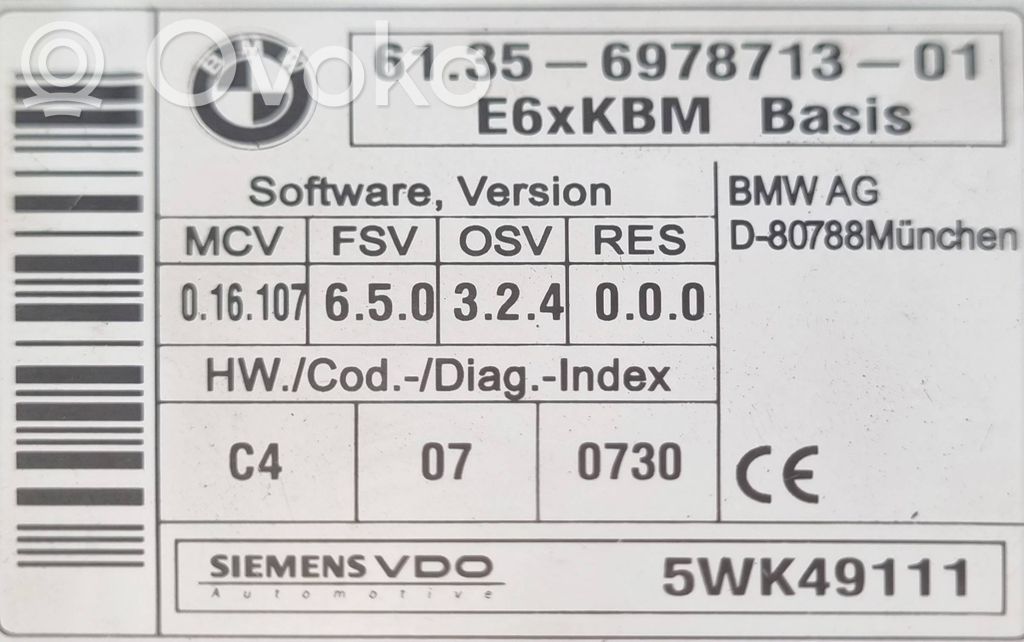 Ovoko
BMW
61.35-6978713-01
E6xKBM Basis
Software, Version
MCV FSV OSV RES
0.16.107 6.5.0 3.2.4 0.0.0
BMW AG
D-80788München
HW./Cod.-/Diag.-Index
C4 07 0730
CE
SIEMENS VDO
Automotive
5WK49111